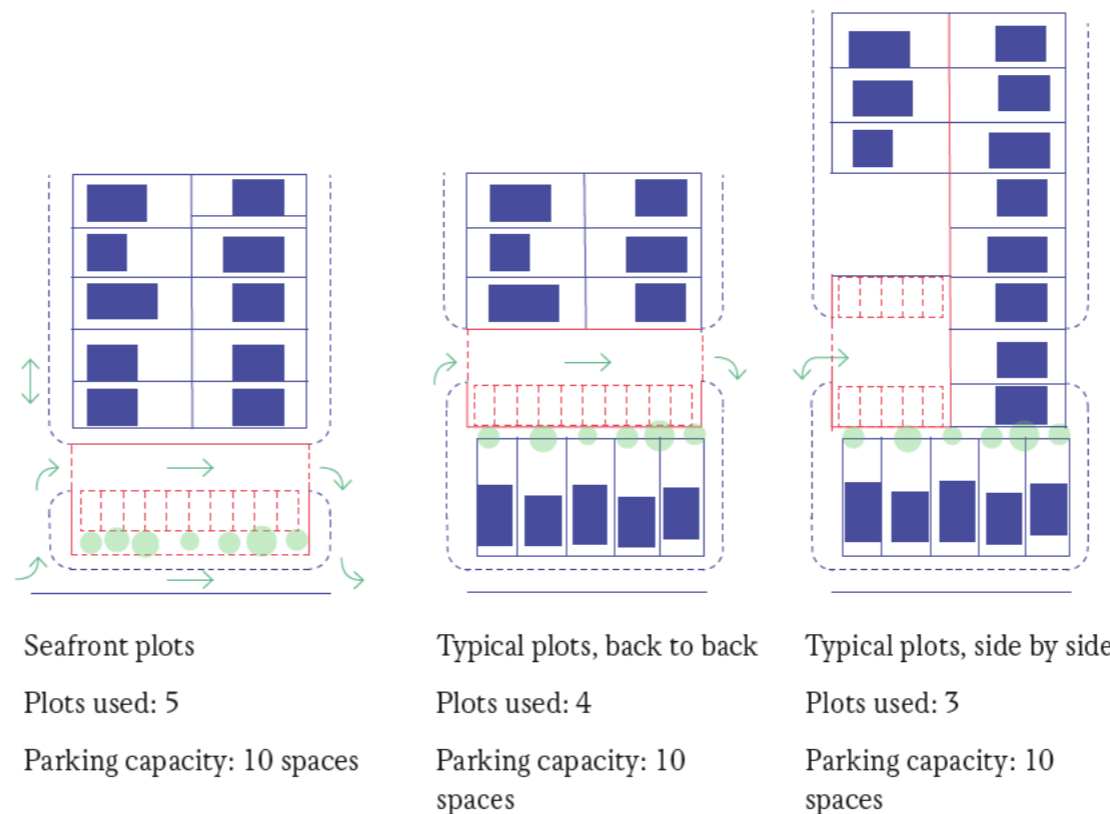 Seafront plots
Plots used: 5
Parking capacity: 10 spaces
Typical plots, back to back
Plots used: 4
Parking capacity: 10
spaces
Typical plots, side by side
Plots used: 3
Parking capacity: 10
spaces